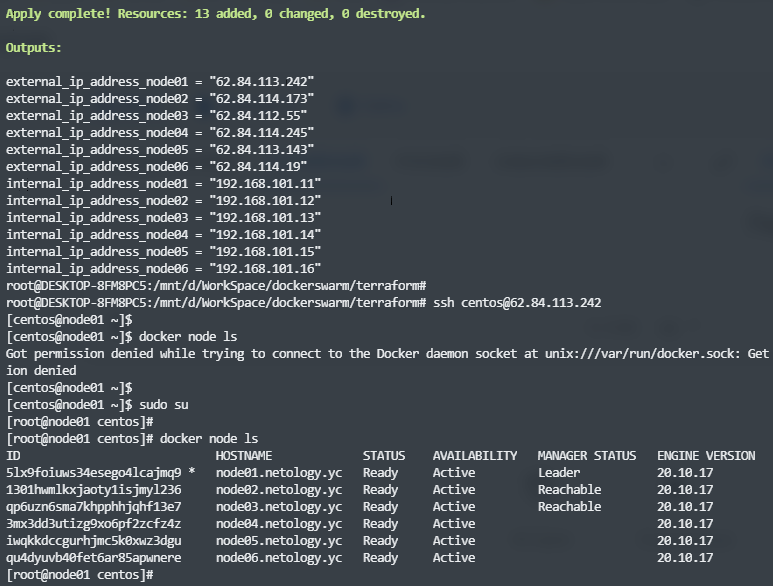 Apply complete! Resources: 13 added, 0 changed, 0 destroyed.
Outputs:
external_ip_address_node01 = "62.84.113.242"
external_ip_address_node02 = "62.84.114.173"
external_ip_address_node03 = "62.84.112.55"
external_ip_address_node04 = "62.84.114.245"
external_ip_address_node05 = "62.84.113.143"
external_ip_address_node06 = "62.84.114.19"
internal_ip_address_node01 = "192.168.101.11"
internal_ip_address_node02 = "192.168.101.12"
internal_ip_address_node03 = "192.168.101.13"
internal_ip_address_node04 = "192.168.101.14"
internal_ip_address_node05 = "192.168.101.15"
internal_ip_address_node06 = "192.168.101.16"
root@DESKTOP-8FM8PC5:/mnt/d/WorkSpace/dockerswarm/terraform#
root@DESKTOP-8FM8PC5:/mnt/d/WorkSpace/dockerswarm/terraform# ssh centos@62.84.113.242
[centos@node01 ~]$
[centos@node01 ~]$ docker node ls
Got permission denied while trying to connect to the Docker daemon socket at unix:///var/run/docker.sock: Get
ion denied
[centos@node01 ~]$
[centos@node01 ~]$ sudo su
[root@node01 centos]#
[root@node01 centos]# docker node ls
ID HOSTNAME STATUS AVAILABILITY MANAGER STATUS ENGINE VERSION
5lx9foiuws34esego4lcajmq9 * node01.netology.yc Ready Active Leader 20.10.17
1301hwmlkxjaoty1isjmyl236 node02.netology.yc Ready Active Reachable 20.10.17
qp6uzn6sma7khpphhjqhf13e7 node03.netology.yc Ready Active Reachable 20.10.17
3mx3dd3utizg9xo6pf2zcfz4z node04.netology.yc Ready Active 20.10.17
iwqkkdccgurhjmc5k0xwz3dgu node05.netology.yc Ready Active 20.10.17
qu4dyuvb40fet6ar85apwnere node06.netology.yc Ready Active 20.10.17
[root@node01 centos]#